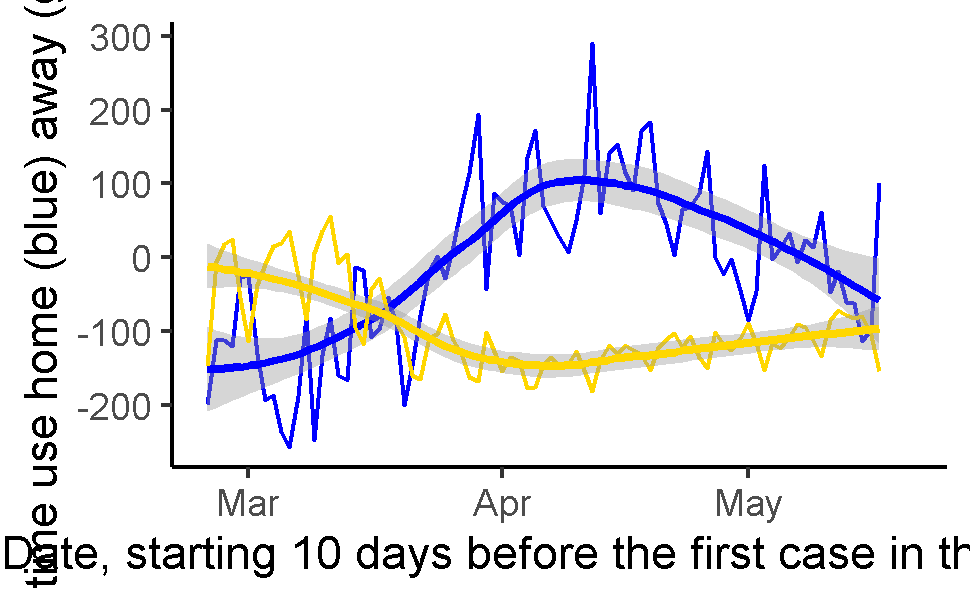 time use home (blue) away (
300
200
100
0
-100
-200
Mar Apr May
Date, starting 10 days before the first case in th